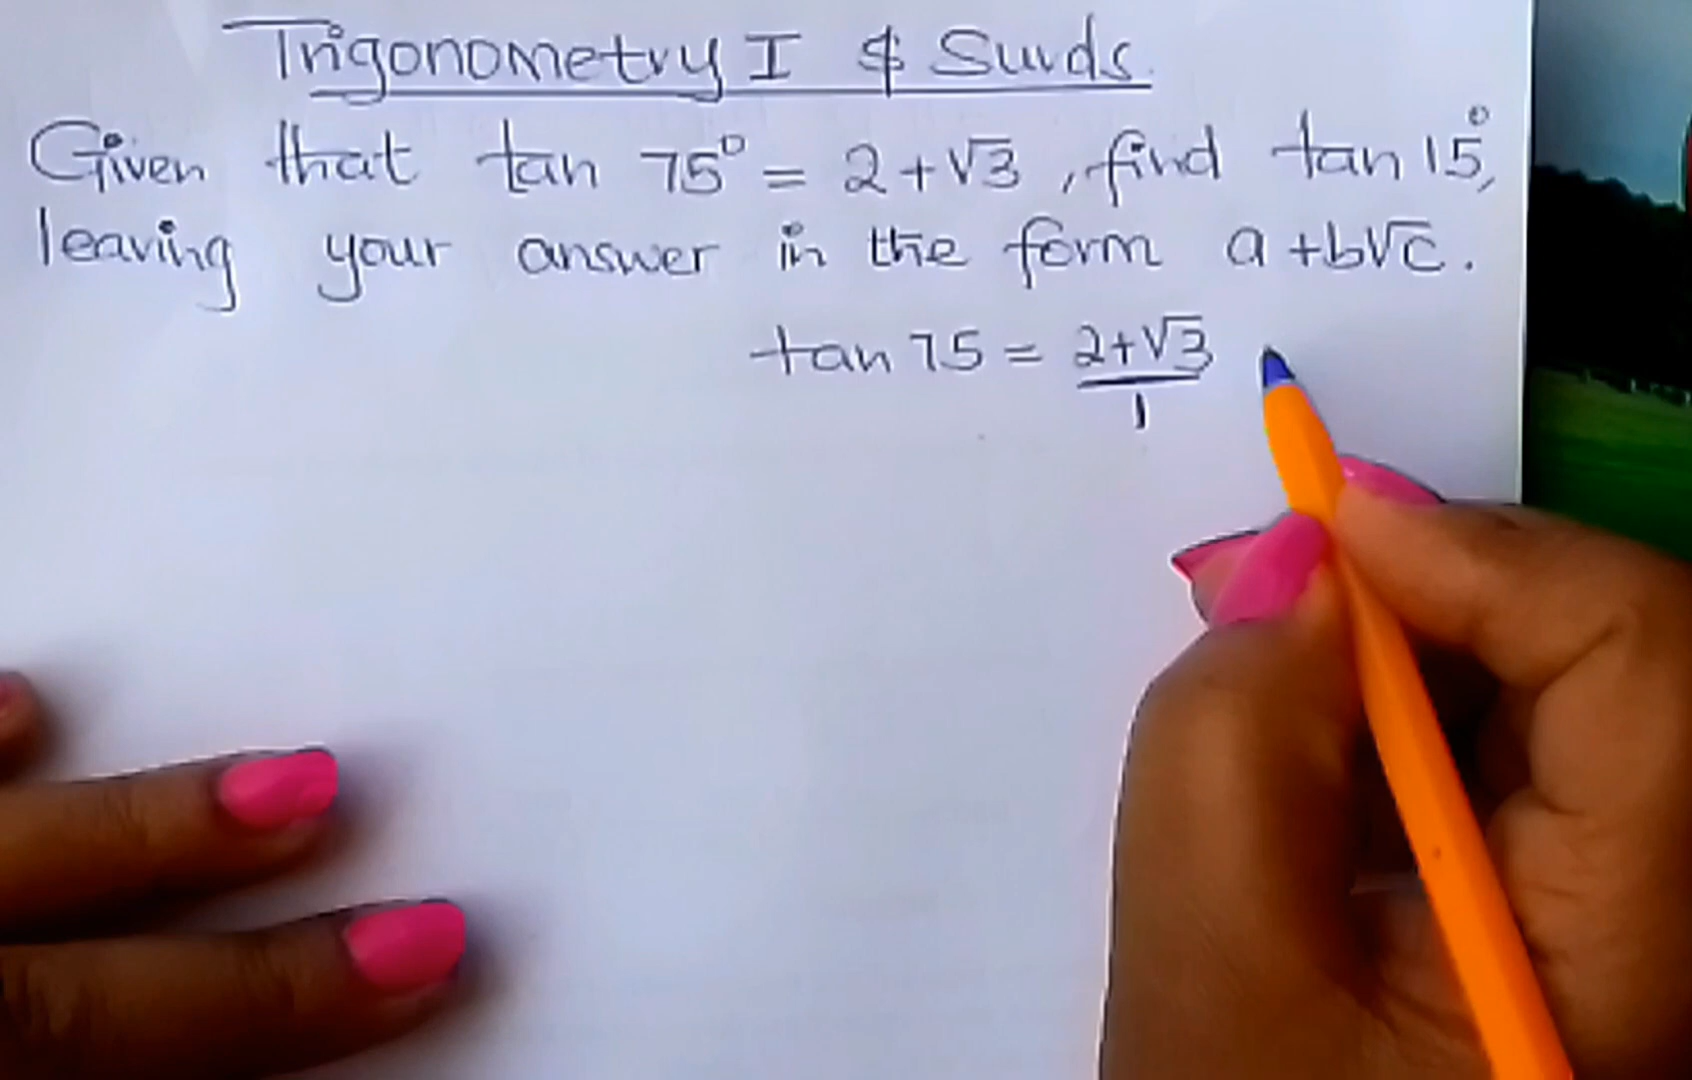 Trigonometry I & Surds.
Given that tan 75° = 2 + √3, find tan 15°,
leaving your answer in the form a + b√c.
tan 75 = 2+√3
1